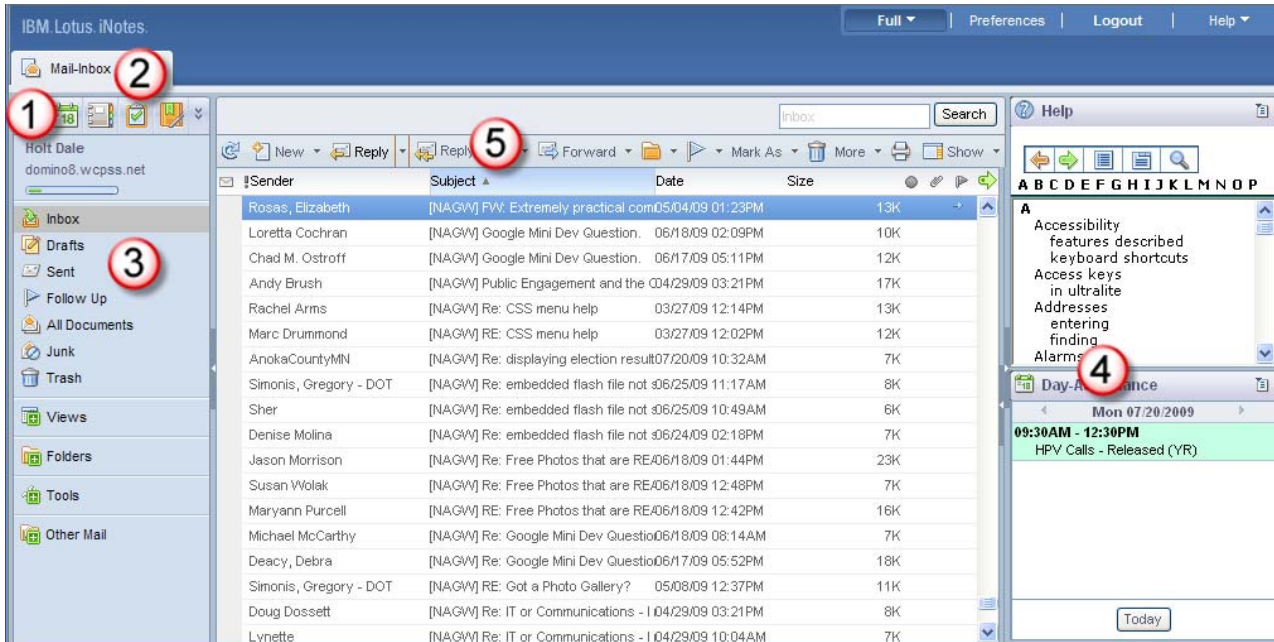 IBM.Lotus.iNotes.
Full Preferences Logout Help
Mail-Inbox
2
1
18
5
Inbox Search
Holt Dale
domino8.wcpss.net
New Reply Reply Forward Mark As More Show
!Sender Subject Date Size
Inbox
Drafts
3
Sent
Follow Up
All Documents
Junk
Trash
Views
Folders
Tools
Other Mail
Rosas, Elizabeth [NAGW] FW: Extremely practical com 05/04/09 01:23PM 13K
Loretta Cochran [NAGW] Google Mini Dev Question. 06/18/09 02:09PM 10K
Chad M. Ostroff [NAGW] Google Mini Dev Question. 06/17/09 05:11PM 12K
Andy Brush [NAGW] Public Engagement and the 04/29/09 03:21PM 17K
Rachel Arms [NAGW] Re: CSS menu help 03/27/09 12:14PM 13K
Marc Drummond [NAGW] RE: CSS menu help 03/27/09 12:02PM 12K
AnokaCountyMN [NAGW] Re: displaying election result 07/20/09 10:32AM 7K
Simonis, Gregory - DOT [NAGW] Re: embedded flash file not 06/25/09 11:17AM 8K
Sher [NAGW] Re: embedded flash file not 06/25/09 10:49AM 6K
Denise Molina [NAGW] Re: embedded flash file not 06/24/09 02:18PM 7K
Jason Morrison [NAGW] Re: Free Photos that are 06/18/09 01:44PM 23K
Susan Wolak [NAGW] Re: Free Photos that are 06/18/09 12:48PM 7K
Maryann Purcell [NAGW] RE: Free Photos that are 06/18/09 12:42PM 16K
Michael McCarthy [NAGW] Re: Google Mini Dev Questio 06/18/09 08:14AM 7K
Deacy, Debra [NAGW] Re: Google Mini Dev Questio 06/17/09 05:52PM 18K
Simonis, Gregory - DOT [NAGW] RE: Got a Photo Gallery? 05/08/09 12:37PM 11K
Doug Dossett [NAGW] Re: IT or Communications - 04/29/09 03:21PM 8K
Lynette [NAGW] Re: IT or Communications - 04/29/09 10:04AM 7K
Help
A B C D E F G H I J K L M N O P
A
Accessibility
features described
keyboard shortcuts
Access keys
in ultralite
Addresses
entering
finding
Alarms
4
18 Day-
Mon 07/20/2009
09:30AM - 12:30PM
HPV Calls - Released (YR)
Today